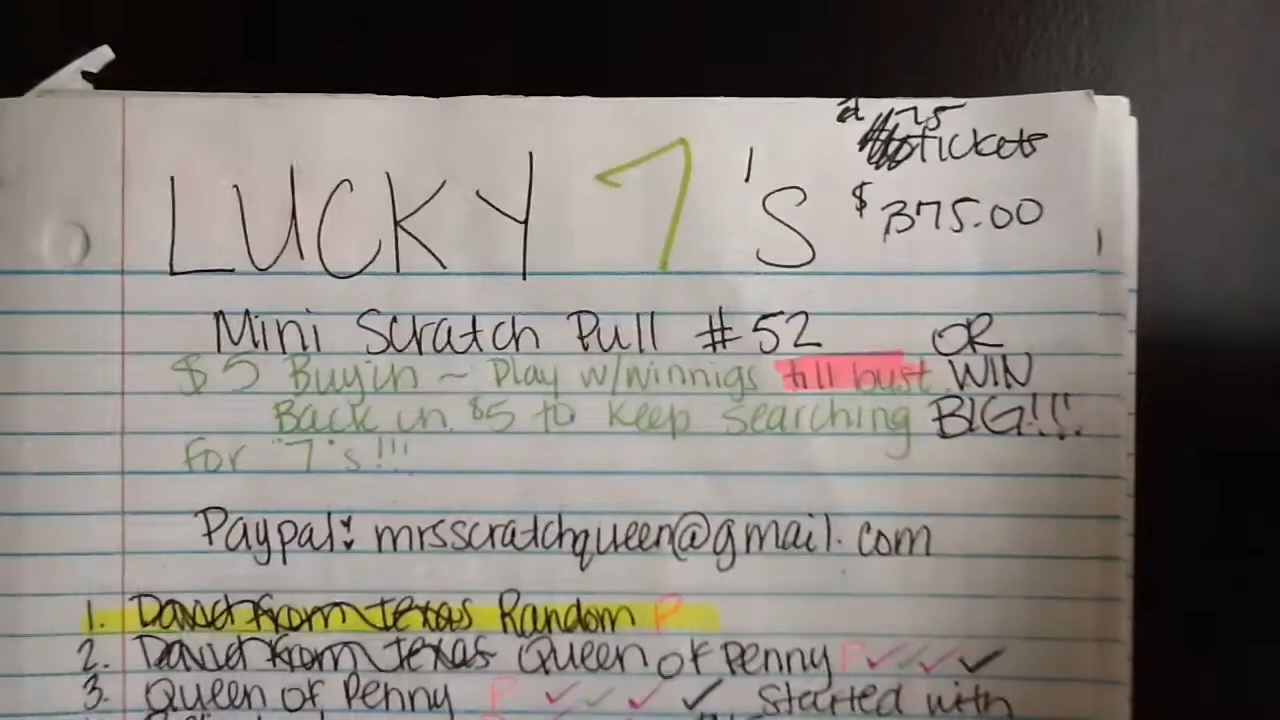 25
tickets
LUCKY 7's
$375.00
Mini Scratch Pull #52 OR
$5 Buyin ~ Play w/winnigs till bust WIN
Back in $5 to keep searching BIG!!!
for "7"s!!!
Paypal: mrsscratchqueen@gmail.com
1. David from Texas Random P
2. David from Texas Queen of Penny P✓✓✓✓
3. Queen of Penny P ✓✓✓✓ Started with